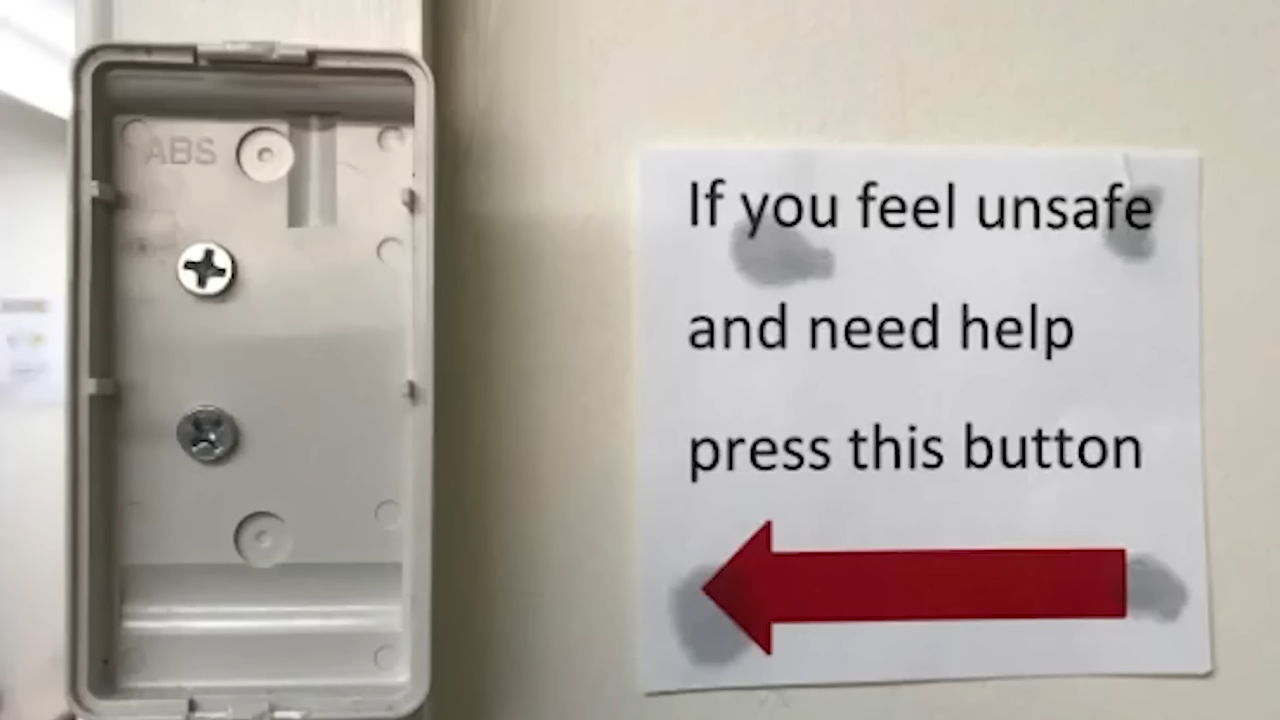 ABS
If you feel unsafe
and need help
press this button